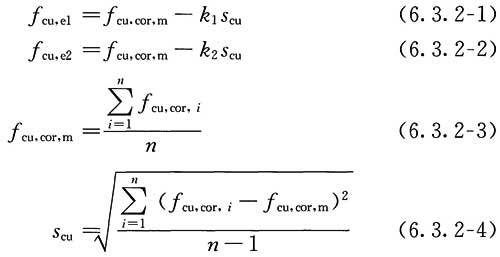 f_{cu,e1} = f_{cu,cor,m} − k_1 s_{cu} (6.3.2-1)
f_{cu,e2} = f_{cu,cor,m} − k_2 s_{cu} (6.3.2-2)
f_{cu,cor,m} = \frac{\sum_{i=1}^{n} f_{cu,cor,i}}{n} (6.3.2-3)
s_{cu} = \sqrt{\frac{\sum_{i=1}^{n} (f_{cu,cor,i} − f_{cu,cor,m})^2}{n−1}} (6.3.2-4)